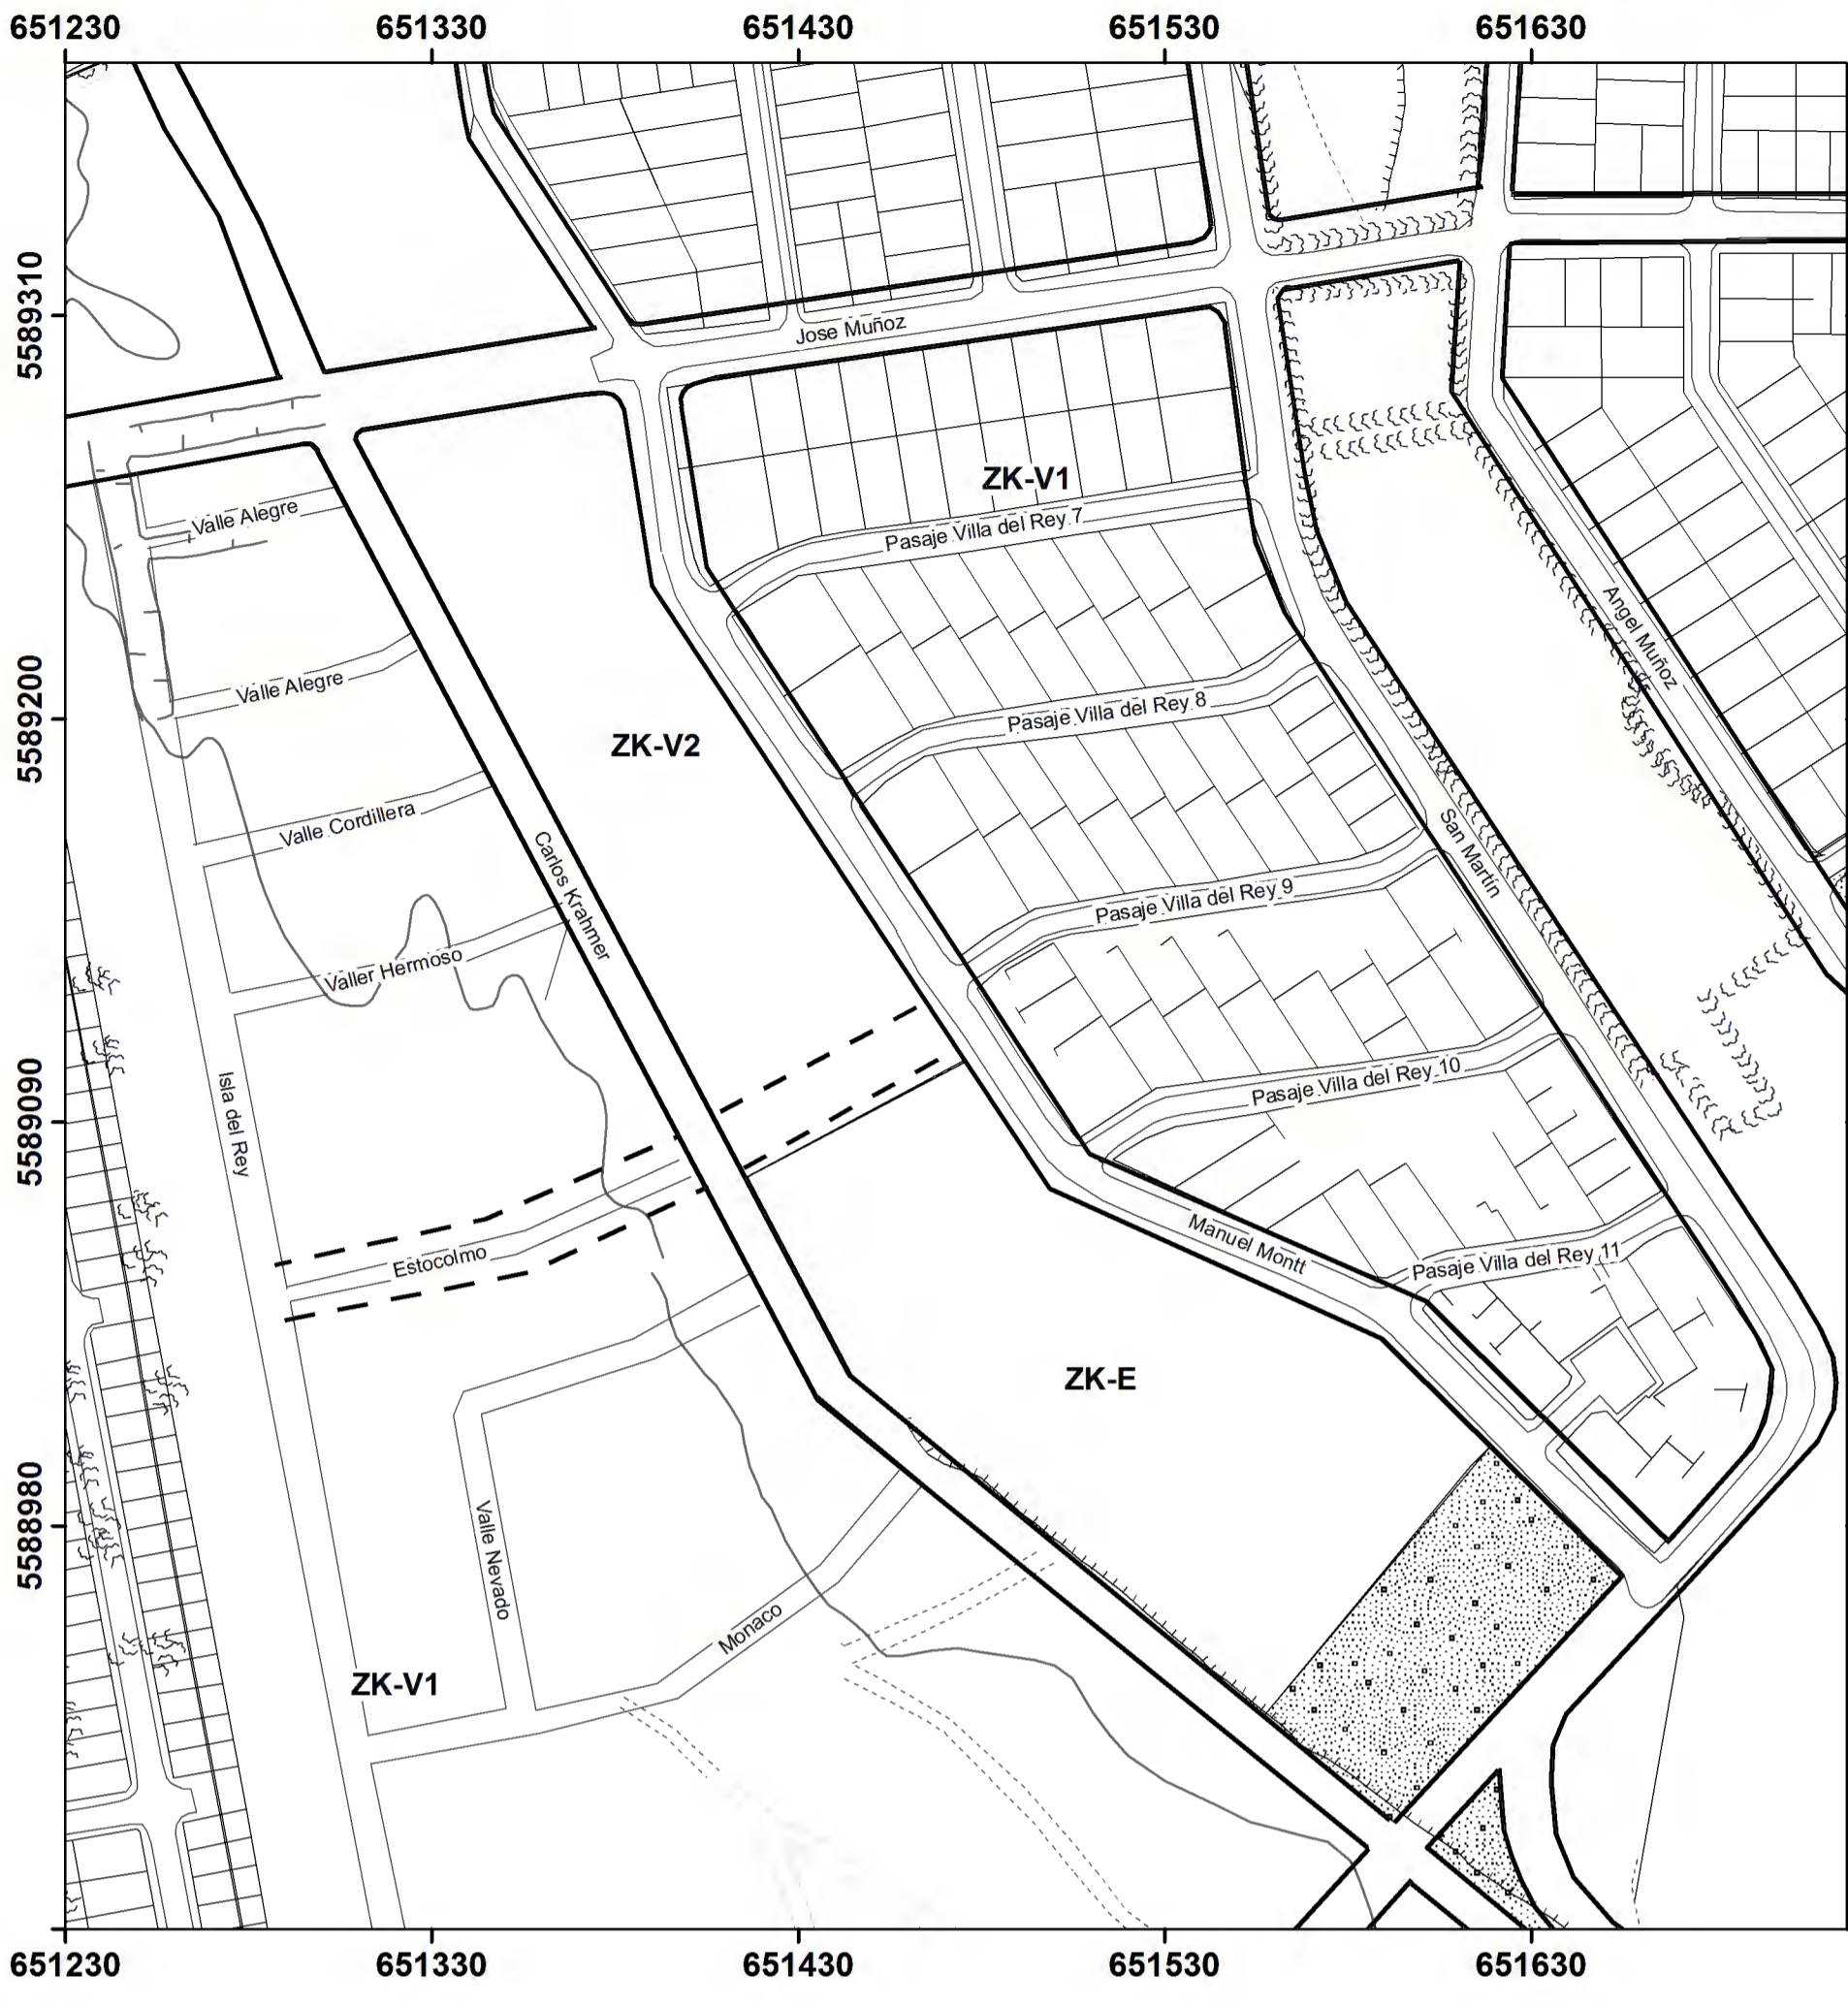 651230
651330
651430
651530
651630
5589310
Jose Muñoz
ZK-V1
Valle Alegre
Pasaje Villa del Rey 7
Angel Muñoz
Valle Alegre
5589200
Pasaje Villa del Rey 8
ZK-V2
Valle Cordillera
San Martín
Carlos Krahmer
Pasaje Villa del Rey 9
Valler Hermoso
5589090
Isla del Rey
Pasaje Villa del Rey 10
Manuel Montt
Estocolmo
Pasaje Villa del Rey 11
ZK-E
5588980
Valle Nevado
Monaco
ZK-V1
651230
651330
651430
651530
651630